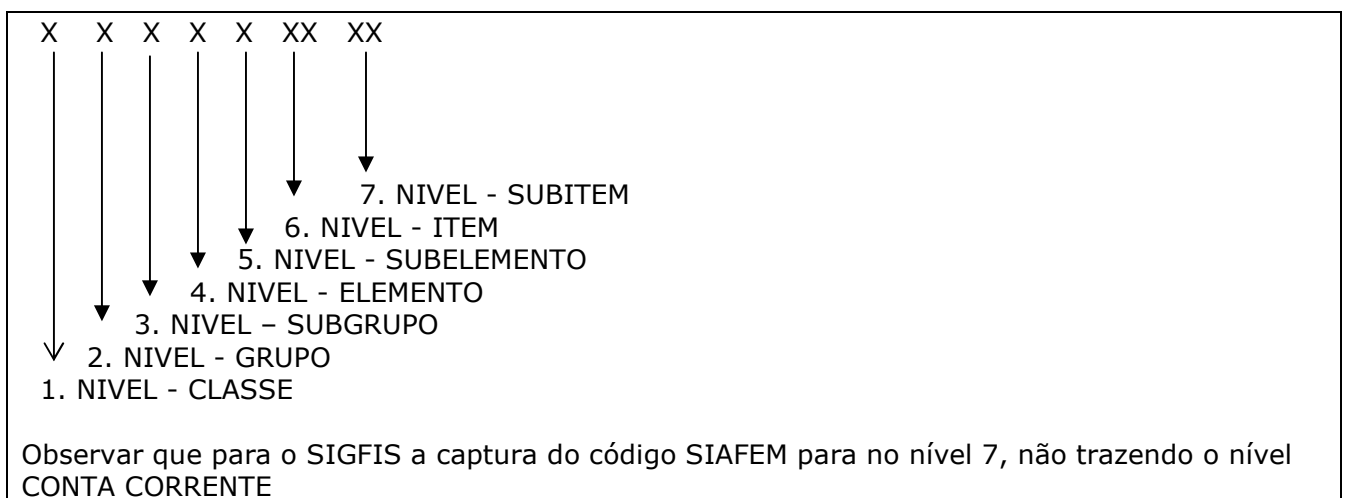 X X X X X XX XX
7. NIVEL - SUBITEM
6. NIVEL - ITEM
5. NIVEL - SUBELEMENTO
4. NIVEL - ELEMENTO
3. NIVEL – SUBGRUPO
2. NIVEL - GRUPO
1. NIVEL - CLASSE
Observar que para o SIGFIS a captura do código SIAFEM para no nível 7, não trazendo o nível
CONTA CORRENTE